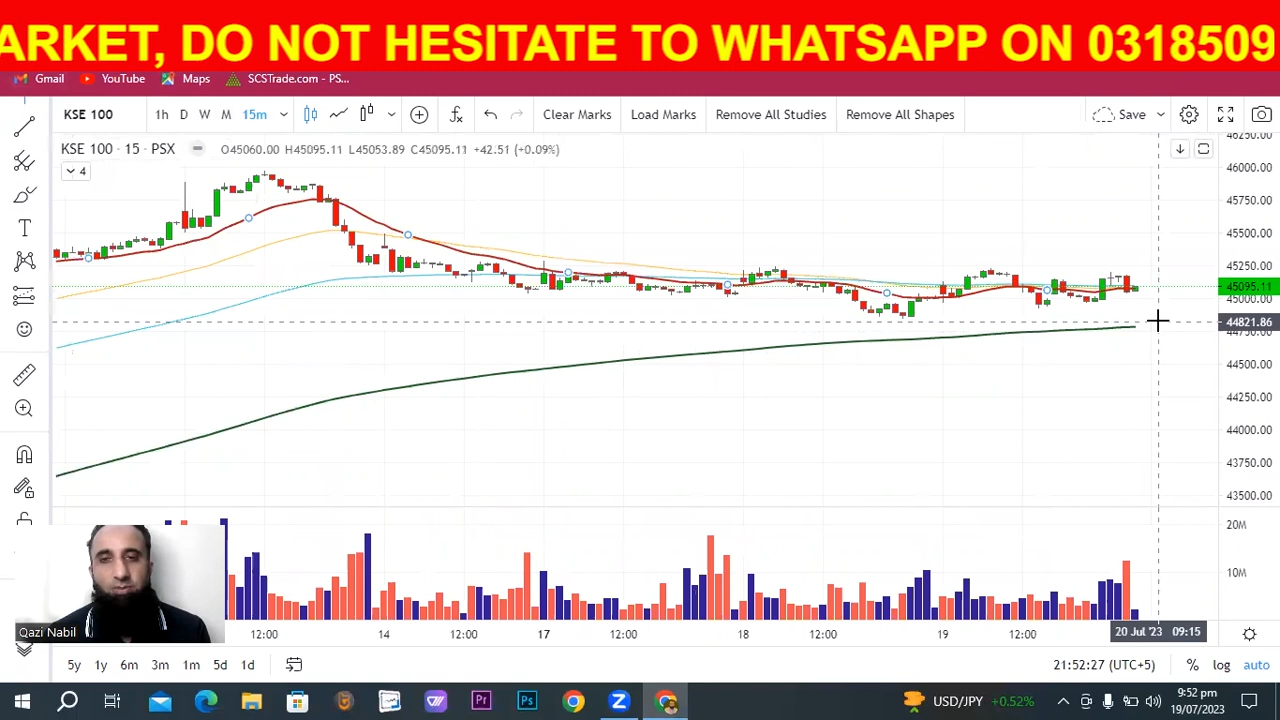 ARKET, DO NOT HESITATE TO WHATSAPP ON 0318509
Gmail YouTube Maps SCSTrade.com - PS...
KSE 100 1h D W M 15m Clear Marks Load Marks Remove All Studies Remove All Shapes Save
KSE 100 · 15 · PSX O45060.00 H45095.11 L45053.89 C45095.11 +42.51 (+0.09%)
4
46250.00
46000.00
45750.00
45500.00
45250.00
45095.11
45000.00
44821.86
44750.00
44500.00
44250.00
44000.00
43750.00
43500.00
20M
10M
Qazi Nabil
12:00 14 12:00 17 12:00 18 12:00 19 12:00 20 Jul '23 09:15
5y 1y 6m 3m 1m 5d 1d 21:52:27 (UTC+5) % log auto
Pr Ps USD/JPY +0.52% 9:52 pm
19/07/2023